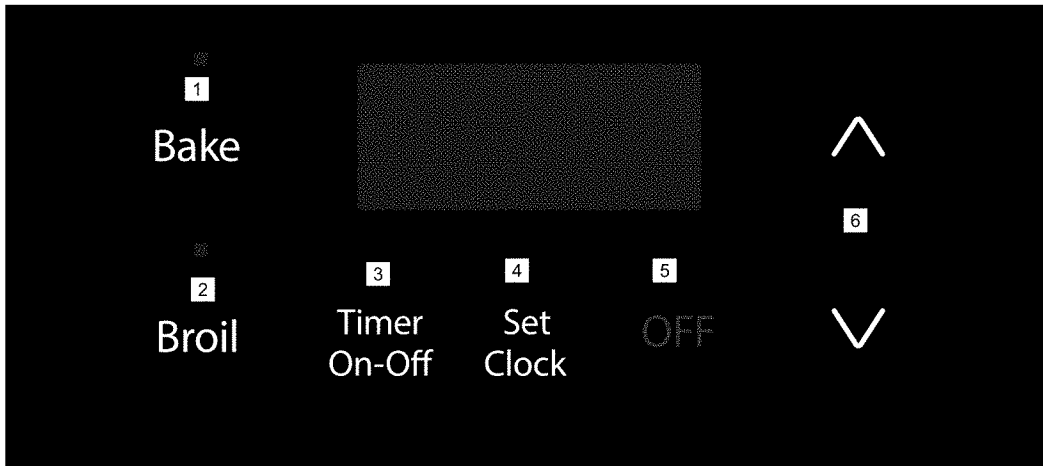 1
Bake
2
Broil
3
Timer
On-Off
4
Set
Clock
5
OFF
6